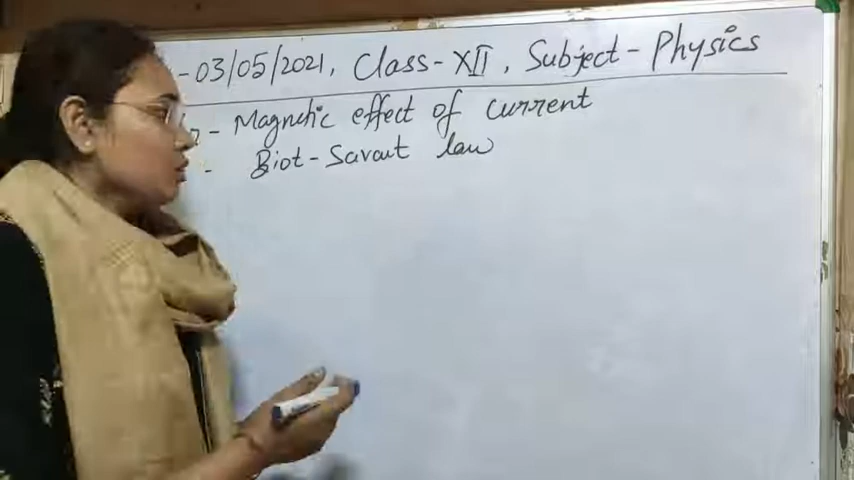 - 03/05/2021, Class - XII, Subject - Physics
- Magnetic effect of current
- Biot - Savart law